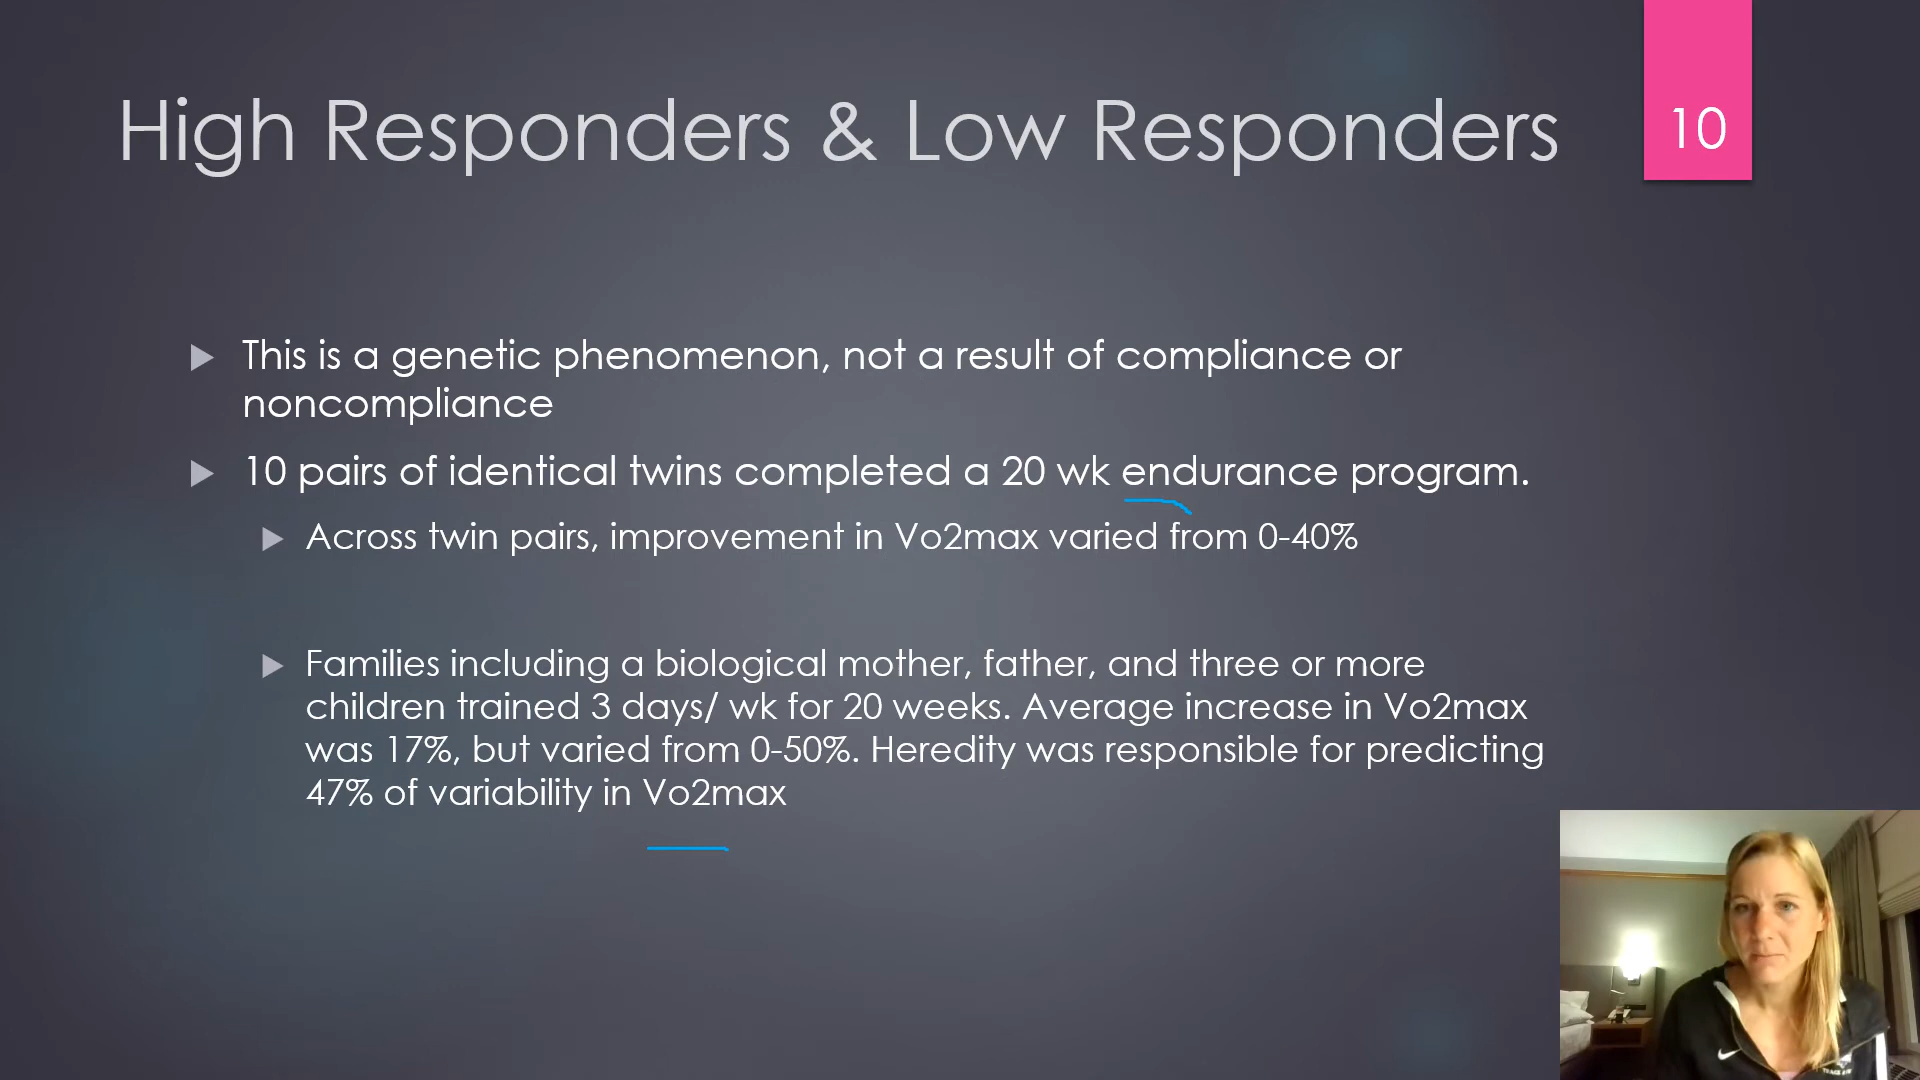 High Responders & Low Responders
10
This is a genetic phenomenon, not a result of compliance or
noncompliance
10 pairs of identical twins completed a 20 wk endurance program.
Across twin pairs, improvement in Vo2max varied from 0-40%
Families including a biological mother, father, and three or more
children trained 3 days/ wk for 20 weeks. Average increase in Vo2max
was 17%, but varied from 0-50%. Heredity was responsible for predicting
47% of variability in Vo2max